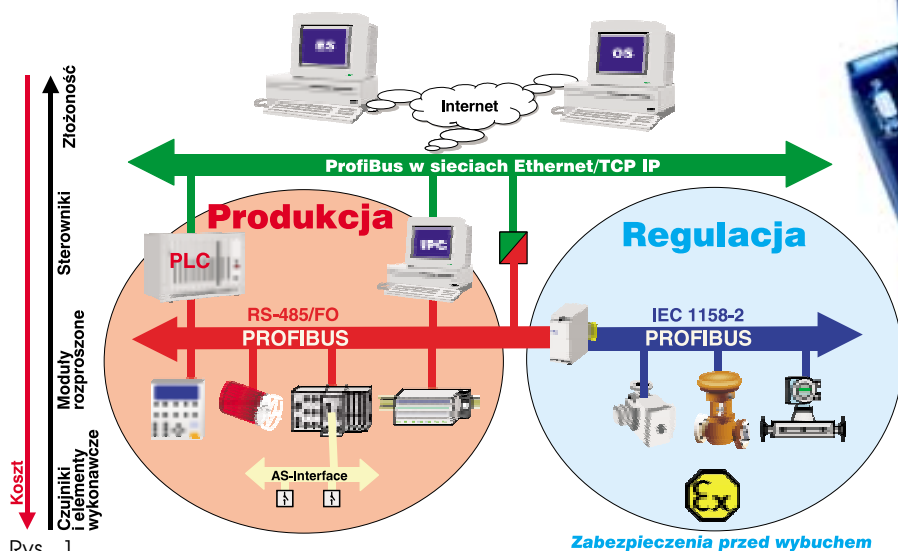 ES
OS
Internet
ProfiBus w sieciach Ethernet/TCP IP
Złożoność
Sterowniki
Moduły
rozproszone
Czujniki
i elementy
wykonawcze
Koszt
Produkcja
PLC
IPC
RS-485/FO
PROFIBUS
AS-Interface
Regulacja
IEC 1158-2
PROFIBUS
Ex
Zabezpieczenia przed wybuchem
Rys. 1